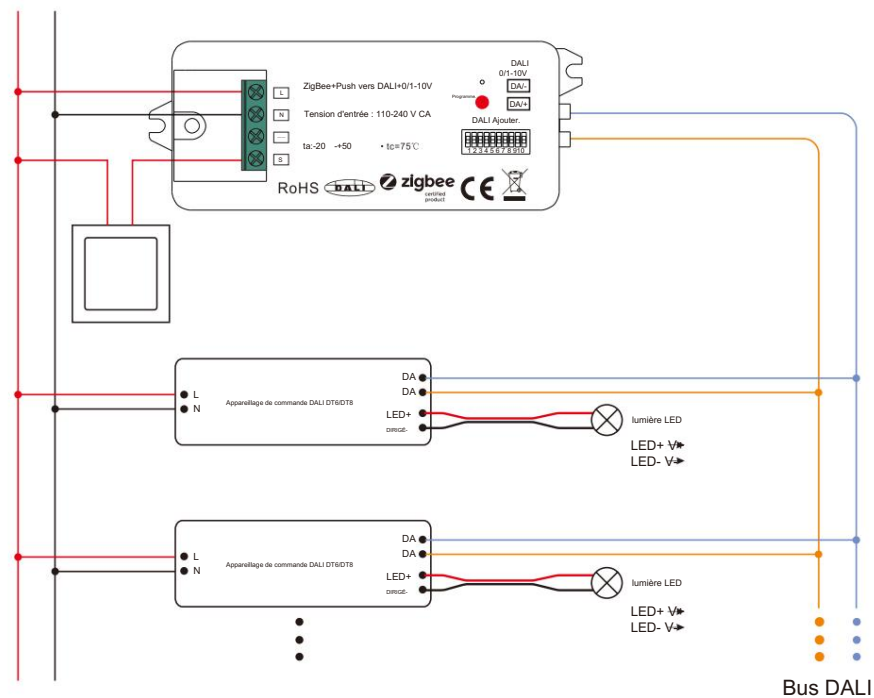 DALI
0/1-10V
ZigBee+Push vers DALI+0/1-10V
L
DA/-
Programme
DA/+
Tension d'entrée : 110-240 V CA
N
DALI Ajouter.
ta:-20 -+50 • tc=75℃
S
1 2 3 4 5 6 7 8 9 10
RoHS DALI zigbee CE
certified
product
DA
L
DA
Appareillage de commande DALI DT6/DT8
N
LED+
DIRIGÉ-
lumière LED
LED+ V+
LED- V-
DA
L
DA
Appareillage de commande DALI DT6/DT8
N
LED+
DIRIGÉ-
lumière LED
LED+ V+
LED- V-
Bus DALI